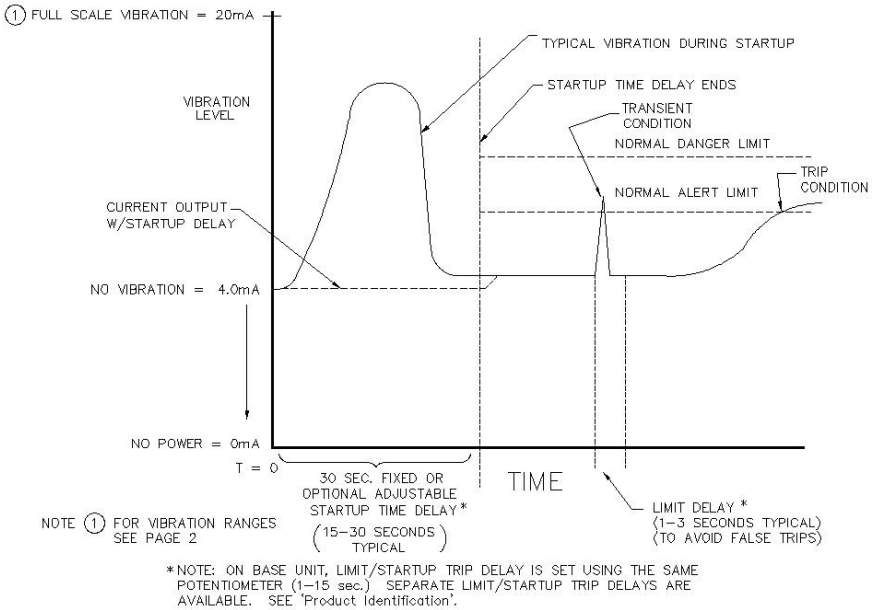 ① FULL SCALE VIBRATION = 20mA
TYPICAL VIBRATION DURING STARTUP
STARTUP TIME DELAY ENDS
VIBRATION
LEVEL
TRANSIENT
CONDITION
NORMAL DANGER LIMIT
TRIP
CONDITION
NORMAL ALERT LIMIT
CURRENT OUTPUT
W/STARTUP DELAY
NO VIBRATION = 4.0mA
NO POWER = 0mA
T = 0
TIME
30 SEC. FIXED OR
OPTIONAL ADJUSTABLE
STARTUP TIME DELAY *
(15-30 SECONDS
TYPICAL)
LIMIT DELAY *
(1-3 SECONDS TYPICAL)
(TO AVOID FALSE TRIPS)
NOTE ① FOR VIBRATION RANGES
SEE PAGE 2
* NOTE: ON BASE UNIT, LIMIT/STARTUP TRIP DELAY IS SET USING THE SAME
POTENTIOMETER (1-15 sec.) SEPARATE LIMIT/STARTUP TRIP DELAYS ARE
AVAILABLE. SEE 'Product Identification'.